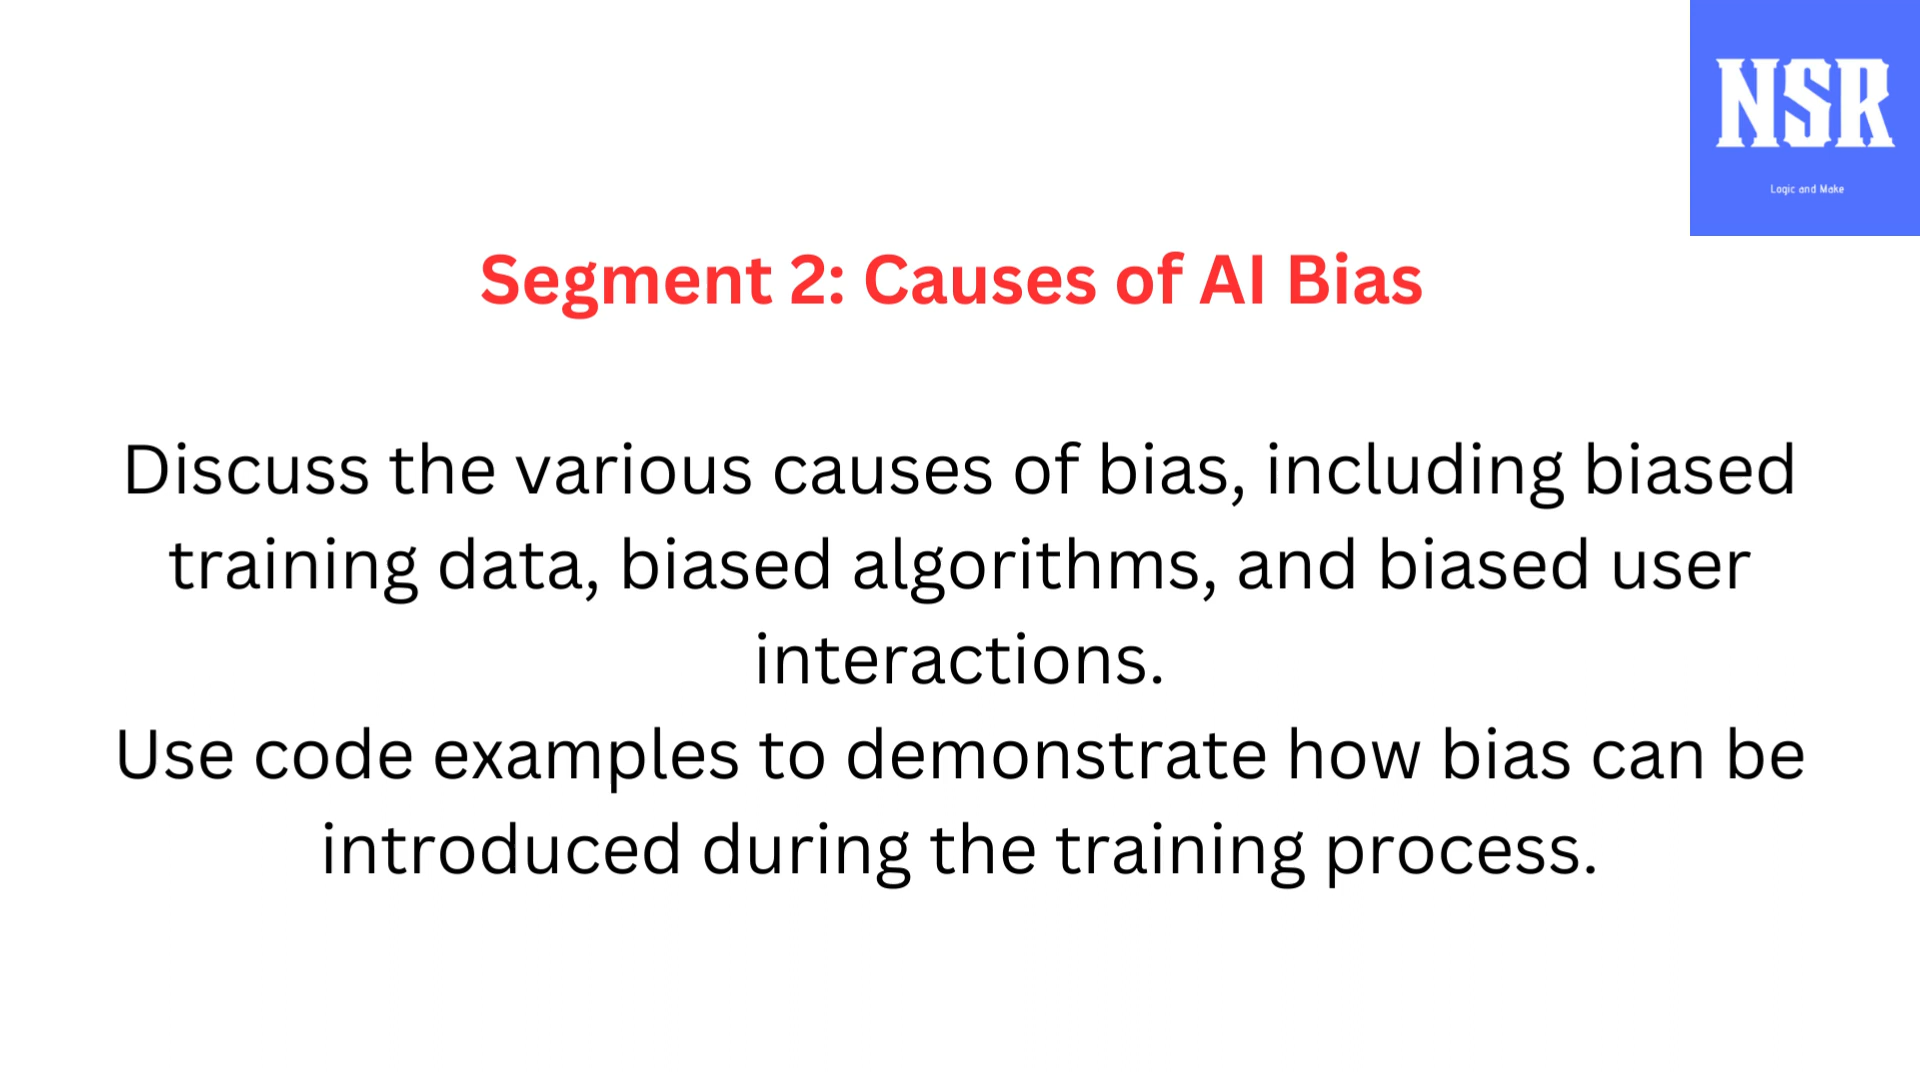 NSR
Logic and Make
Segment 2: Causes of AI Bias
Discuss the various causes of bias, including biased
training data, biased algorithms, and biased user
interactions.
Use code examples to demonstrate how bias can be
introduced during the training process.